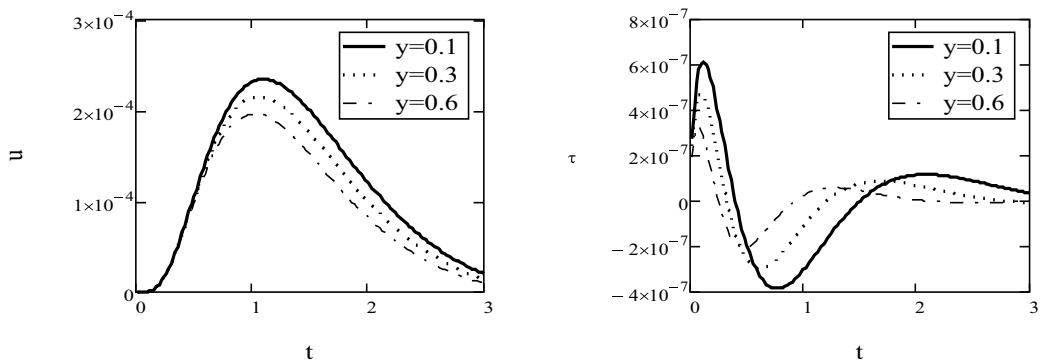 3×10⁻⁴
2×10⁻⁴
1×10⁻⁴
0
0 1 2 3
u
t
y=0.1
y=0.3
y=0.6
8×10⁻⁷
6×10⁻⁷
4×10⁻⁷
2×10⁻⁷
0
− 2×10⁻⁷
− 4×10⁻⁷
0 1 2 3
τ
t
y=0.1
y=0.3
y=0.6